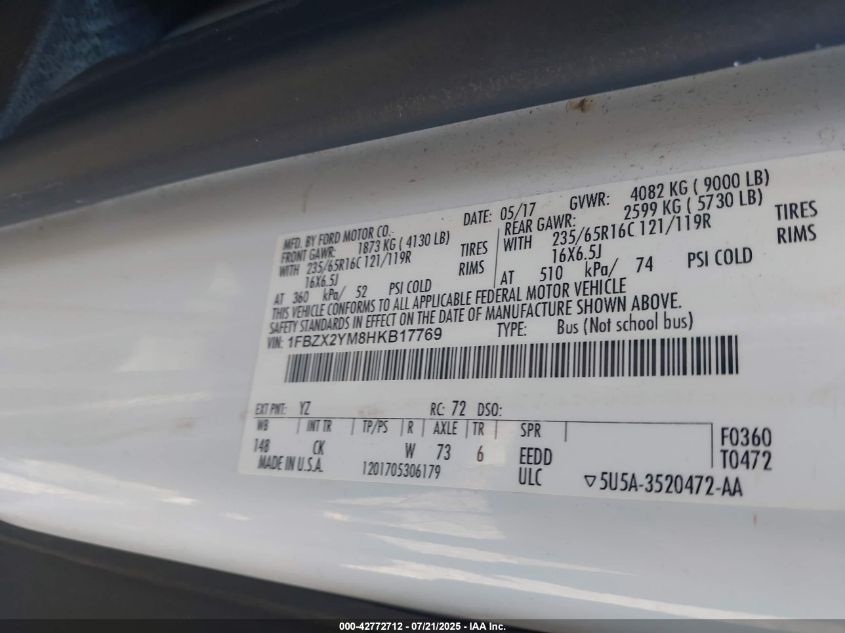 MFD. BY FORD MOTOR CO. DATE: 05/17 GVWR: 4082 KG ( 9000 LB)
FRONT GAWR: 1873 KG ( 4130 LB) REAR GAWR: 2599 KG ( 5730 LB)
WITH 235/65R16C 121/119R TIRES WITH 235/65R16C 121/119R TIRES
16X6.5J RIMS 16X6.5J RIMS
AT 360 kPa/ 52 PSI COLD AT 510 kPa/ 74 PSI COLD
THIS VEHICLE CONFORMS TO ALL APPLICABLE FEDERAL MOTOR VEHICLE
SAFETY STANDARDS IN EFFECT ON THE DATE OF MANUFACTURE SHOWN ABOVE.
VIN: 1FBZX2YM8HKB17769 TYPE: Bus (Not school bus)
EXT PNT: YZ RC: 72 DSO:
WB INT TR TP/PS R AXLE TR SPR F0360
148 CK W 73 6 EEDD T0472
MADE IN U.S.A. 1201705306179 ULC ▽5U5A-3520472-AA
000-42772712 - 07/21/2025 - IAA Inc.